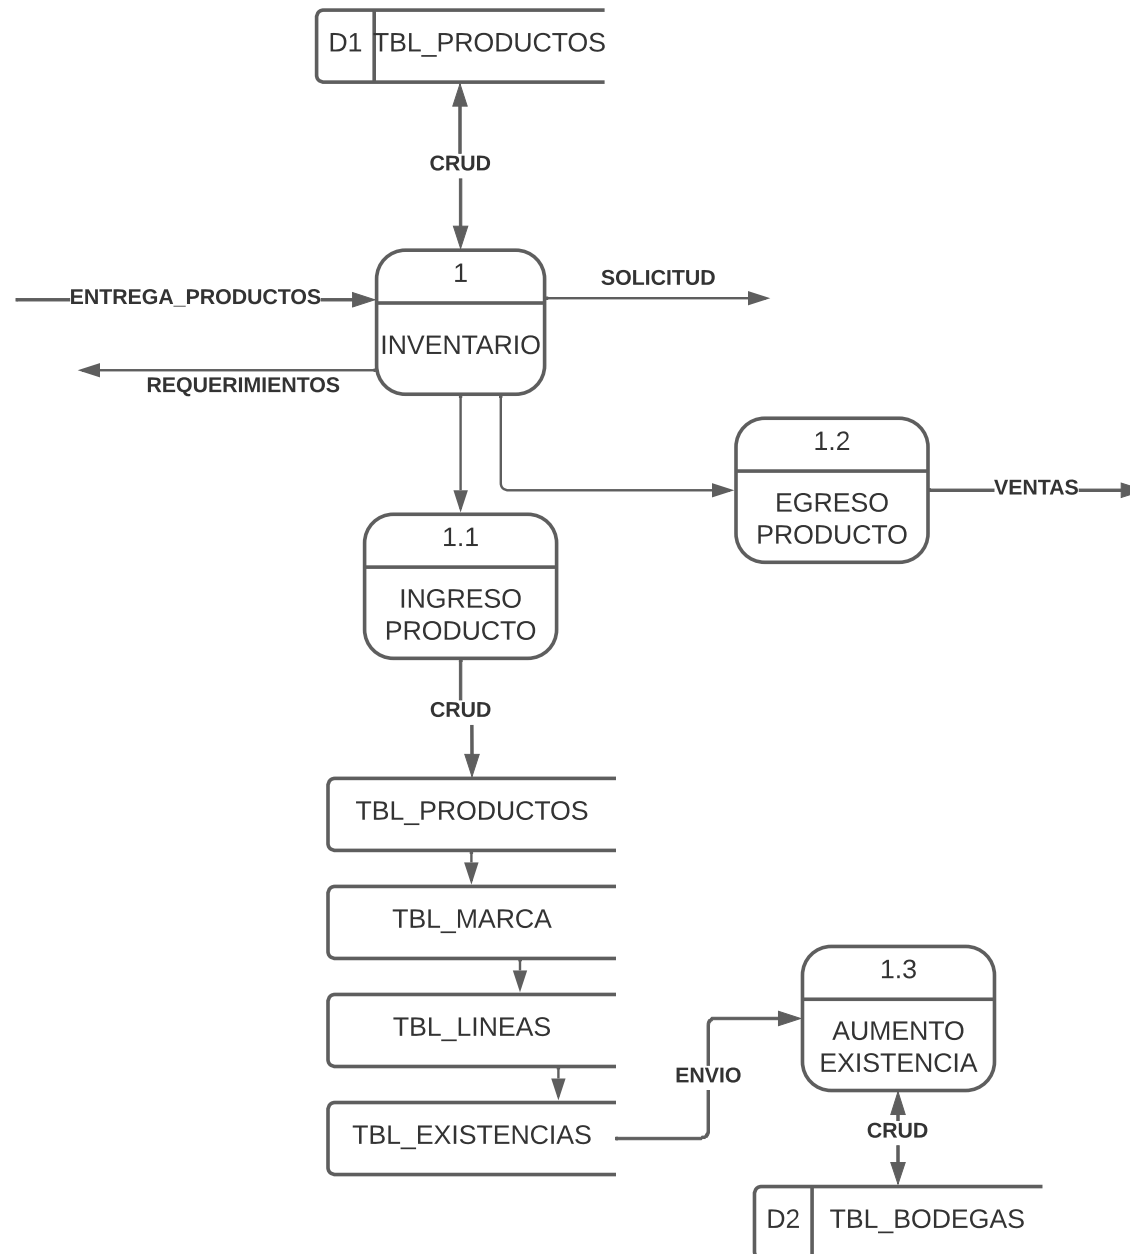 D1 TBL_PRODUCTOS
CRUD
1
ENTREGA_PRODUCTOS
SOLICITUD
INVENTARIO
REQUERIMIENTOS
1.2
EGRESO
PRODUCTO
VENTAS
1.1
INGRESO
PRODUCTO
CRUD
TBL_PRODUCTOS
TBL_MARCA
TBL_LINEAS
TBL_EXISTENCIAS
ENVIO
1.3
AUMENTO
EXISTENCIA
CRUD
D2 TBL_BODEGAS